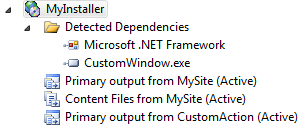 MyInstaller
Detected Dependencies
Microsoft .NET Framework
CustomWindow.exe
Primary output from MySite (Active)
Content Files from MySite (Active)
Primary output from CustomAction (Active)